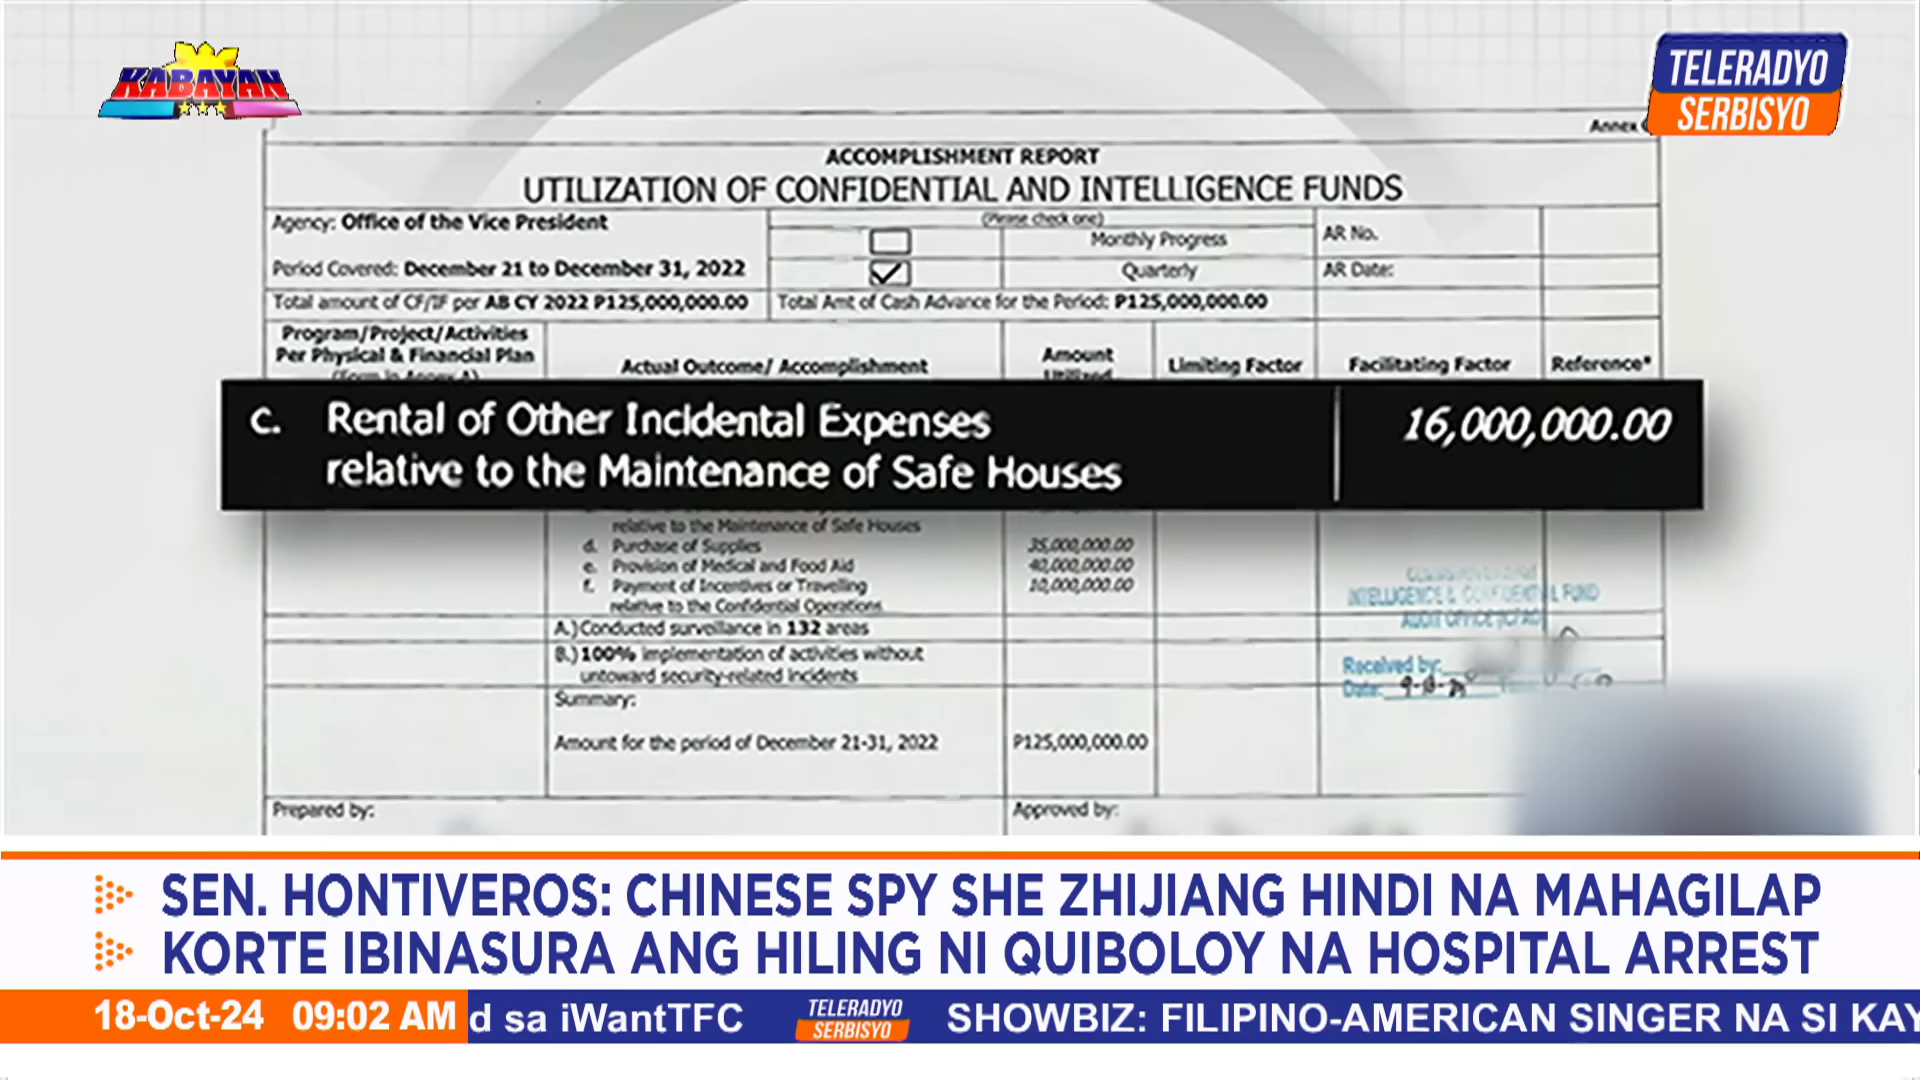 KABAYAN
TELERADYO
SERBISYO
Annex
ACCOMPLISHMENT REPORT
UTILIZATION OF CONFIDENTIAL AND INTELLIGENCE FUNDS
Agency: Office of the Vice President
(Please check one)
Monthly Progress
AR No.
Period Covered: December 21 to December 31, 2022
Quarterly
AR Date:
Total amount of CF/IF per AB CY 2022 P125,000,000.00
Total Amt of Cash Advance for the Period: P125,000,000.00
Program/Project/Activities
Per Physical & Financial Plan
(Form in Annex A)
Actual Outcome/ Accomplishment
Amount
Utilized
Limiting Factor
Facilitating Factor
Reference*
c. Rental of Other Incidental Expenses 16,000,000.00
relative to the Maintenance of Safe Houses
relative to the Maintenance of Safe Houses
d. Purchase of Supplies 35,000,000.00
e. Provision of Medical and Food Aid 40,000,000.00
f. Payment of Incentives or Travelling 10,000,000.00
relative to the Confidential Operations
INTELLIGENCE & CONFIDENTIAL FUND
AUDIT OFFICE (ICFAO)
A.) Conducted surveillance in 132 areas
B.) 100% implementation of activities without
untoward security-related incidents
Received by:
Date:
Summary:
Amount for the period of December 21-31, 2022 P125,000,000.00
Prepared by:
Approved by:
SEN. HONTIVEROS: CHINESE SPY SHE ZHIJIANG HINDI NA MAHAGILAP
KORTE IBINASURA ANG HILING NI QUIBOLOY NA HOSPITAL ARREST
18-Oct-24 09:02 AM
d sa iWantTFC
TELERADYO
SERBISYO
SHOWBIZ: FILIPINO-AMERICAN SINGER NA SI KAY